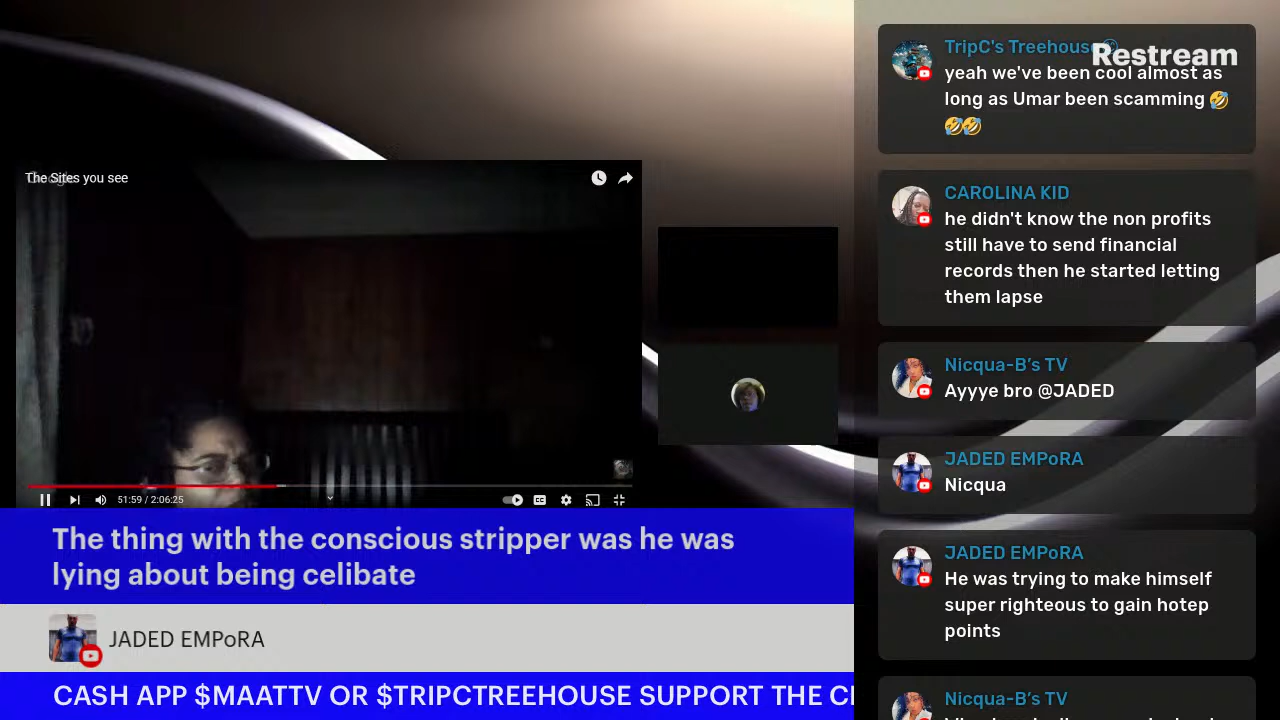 The Sites you see
51:59 / 2:06:25
The thing with the conscious stripper was he was
lying about being celibate
JADED EMPoRA
CASH APP $MAATTV OR $TRIPCTREEHOUSE SUPPORT THE
Restream
TripC's Treehouse
yeah we've been cool almost as
long as Umar been scamming 🤣
🤣🤣
CAROLINA KID
he didn't know the non profits
still have to send financial
records then he started letting
them lapse
Nicqua-B's TV
Ayyye bro @JADED
JADED EMPoRA
Nicqua
JADED EMPoRA
He was trying to make himself
super righteous to gain hotep
points
Nicqua-B's TV